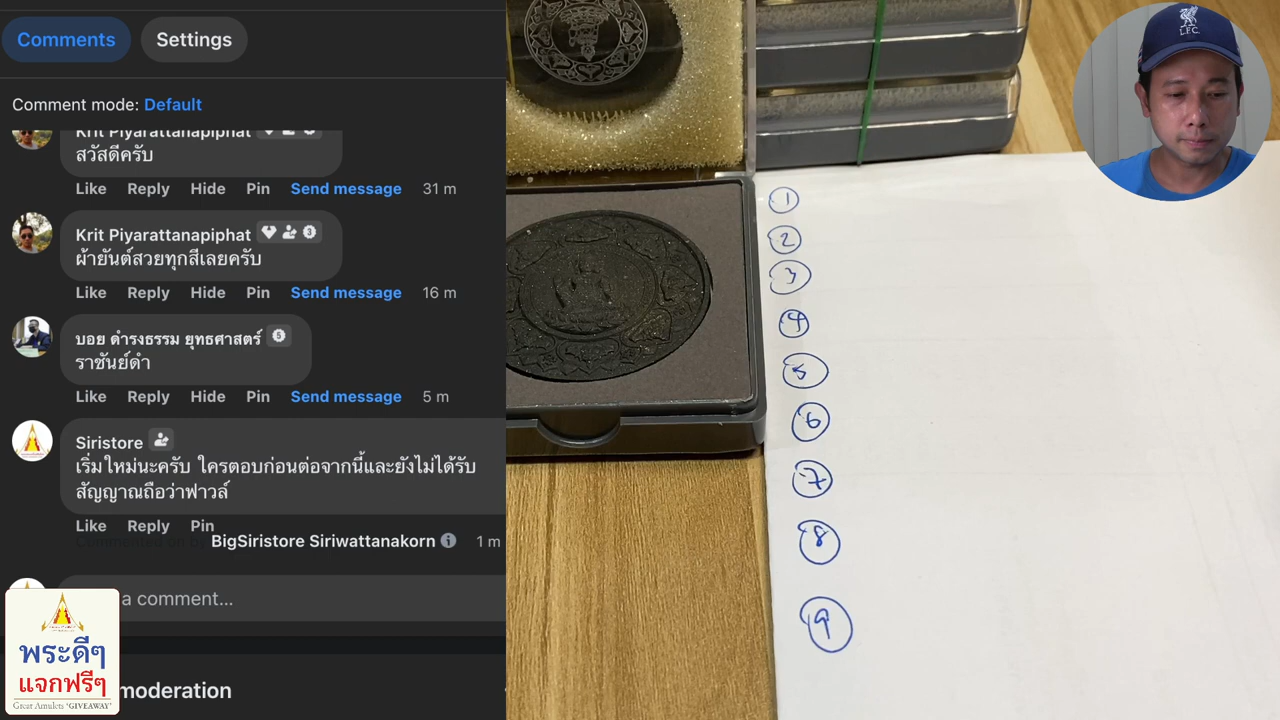 Comments
Settings
Comment mode: Default
Krit Piyarattanapiphat
สวัสดีครับ
Like Reply Hide Pin Send message 31 m
Krit Piyarattanapiphat 3
ผ้ายันต์สวยทุกสีเลยครับ
Like Reply Hide Pin Send message 16 m
บอย ดำรงธรรม ยุทธศาสตร์ 5
ราชันย์ดำ
Like Reply Hide Pin Send message 5 m
Siristore
เริ่มใหม่นะครับ ใครตอบก่อนต่อจากนี้และยังไม่ได้รับ
สัญญาณถือว่าฟาวล์
Like Reply Pin
Commented on by BigSiristore Siriwattanakorn 1 m
a comment...
moderation
พระดีๆ
แจกฟรีๆ
Great Amulets 'GIVEAWAY'
L.F.C.
1
2
3
4
5
6
7
8
9